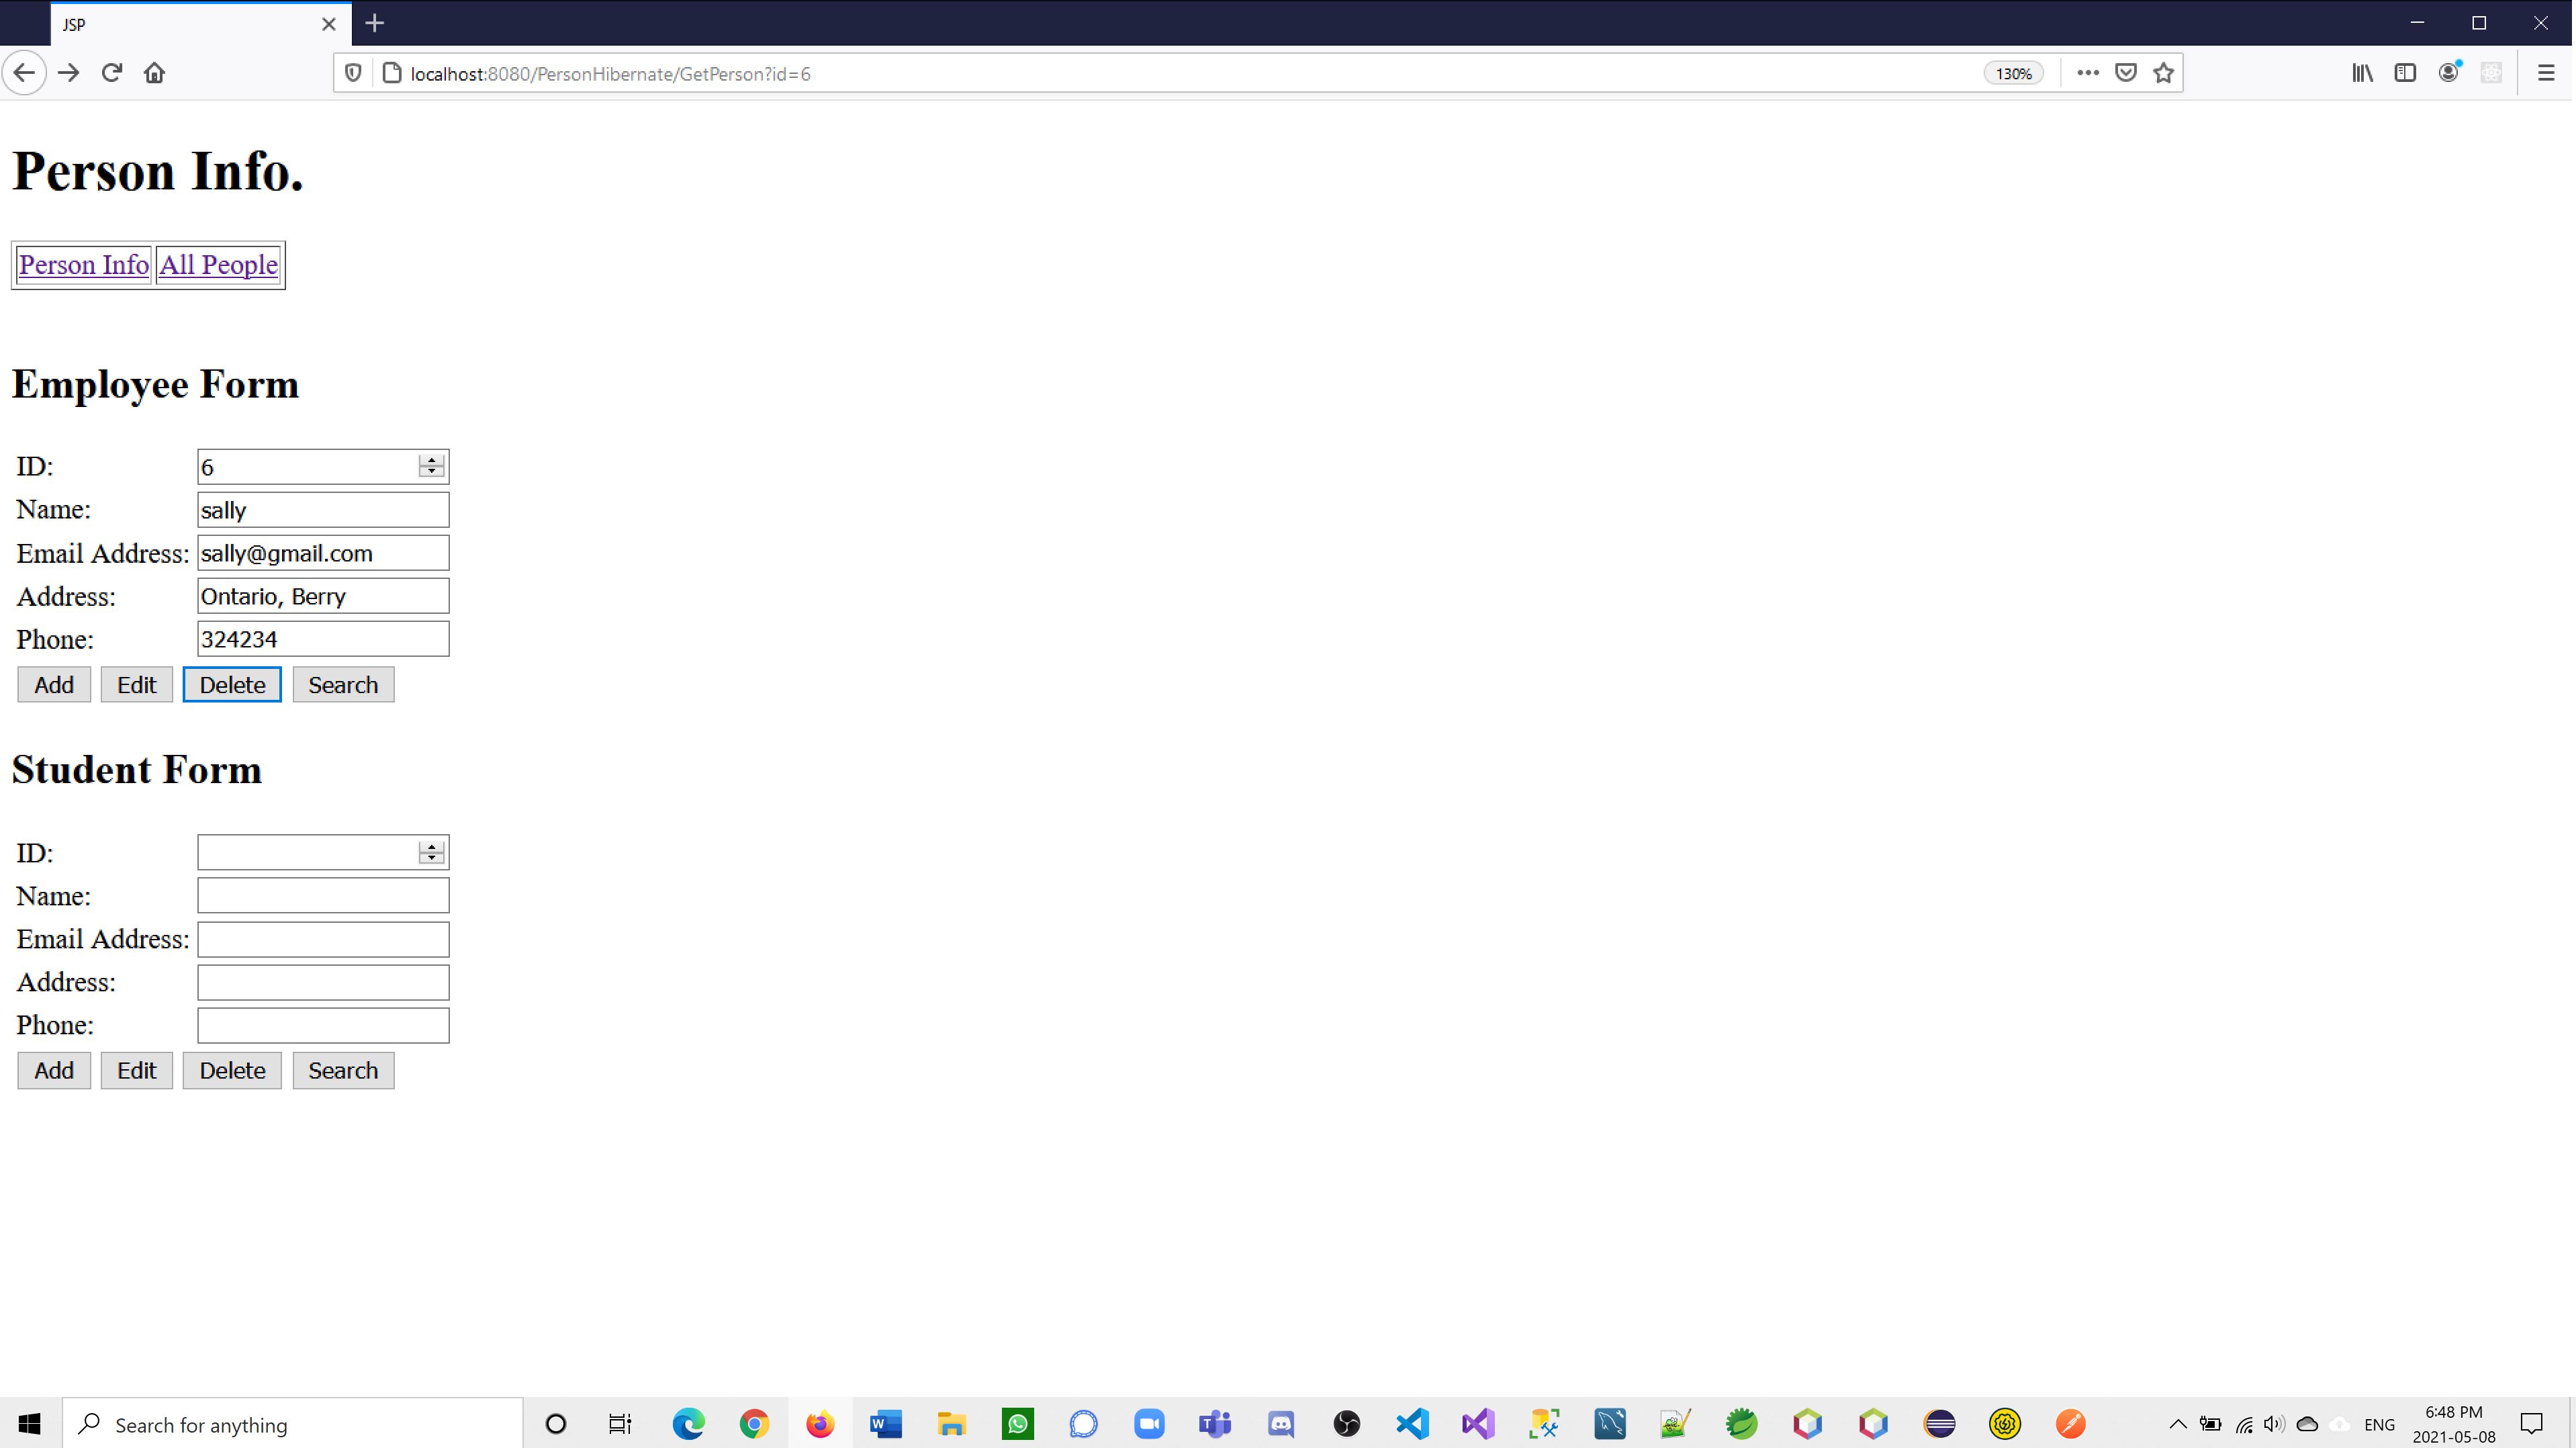 JSP
localhost:8080/PersonHibernate/GetPerson?id=6
130%
Person Info.
Person Info All People
Employee Form
ID: 6
Name: sally
Email Address: sally@gmail.com
Address: Ontario, Berry
Phone: 324234
Add Edit Delete Search
Student Form
ID:
Name:
Email Address:
Address:
Phone:
Add Edit Delete Search
Search for anything
ENG
6:48 PM
2021-05-08